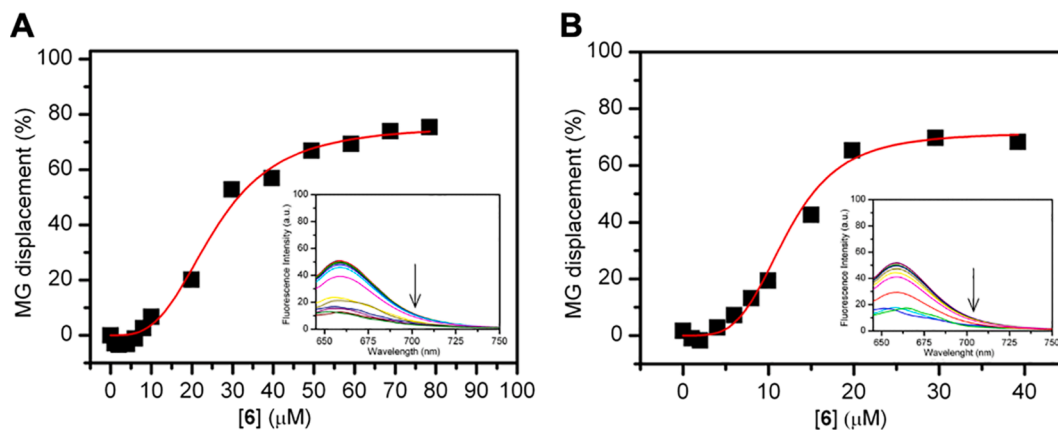 A
MG displacement (%)
100
80
60
40
20
0
0 10 20 30 40 50 60 70 80 90 100
[6] (μM)
Fluorescence Intensity (a.u.)
100
80
60
40
20
0
650 675 700 725 750
Wavelength (nm)
B
MG displacement (%)
100
80
60
40
20
0
0 10 20 30 40
[6] (μM)
Fluorescence Intensity (a.u.)
100
80
60
40
20
0
650 675 700 725 750
Wavelength (nm)